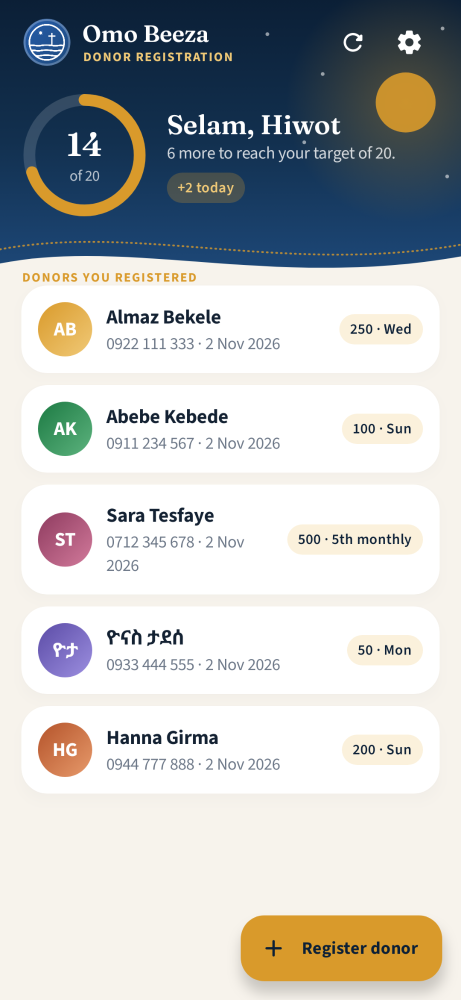 Omo Beeza
DONOR REGISTRATION
14
of 20
Selam, Hiwot
6 more to reach your target of 20.
+2 today
DONORS YOU REGISTERED
AB
Almaz Bekele
0922 111 333 · 2 Nov 2026
250 · Wed
AK
Abebe Kebede
0911 234 567 · 2 Nov 2026
100 · Sun
ST
Sara Tesfaye
0712 345 678 · 2 Nov
2026
500 · 5th monthly
ዮታ
ዮናስ ታደሰ
0933 444 555 · 2 Nov 2026
50 · Mon
HG
Hanna Girma
0944 777 888 · 2 Nov 2026
200 · Sun
+ Register donor